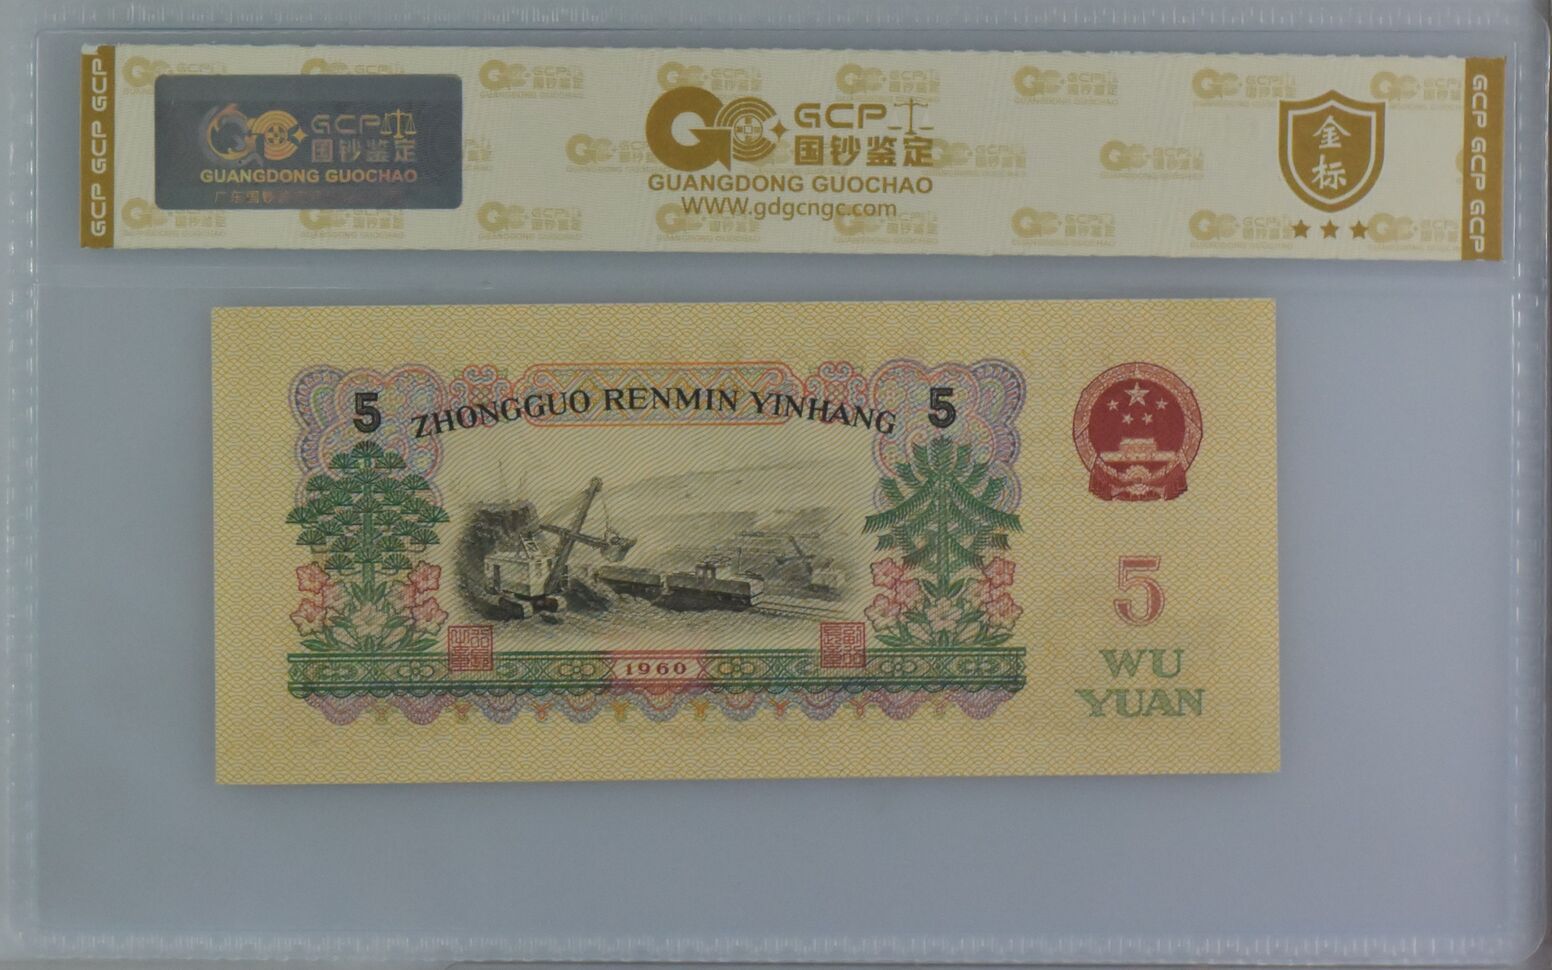 GCP GCP GCP
GCP
国钞鉴定
GUANGDONG GUOCHAO
GCP
国钞鉴定
GUANGDONG GUOCHAO
WWW.gdgcngc.com
金标
GCP GCP GCP
5 ZHONGGUO RENMIN YINHANG 5
5
WU
YUAN
1960